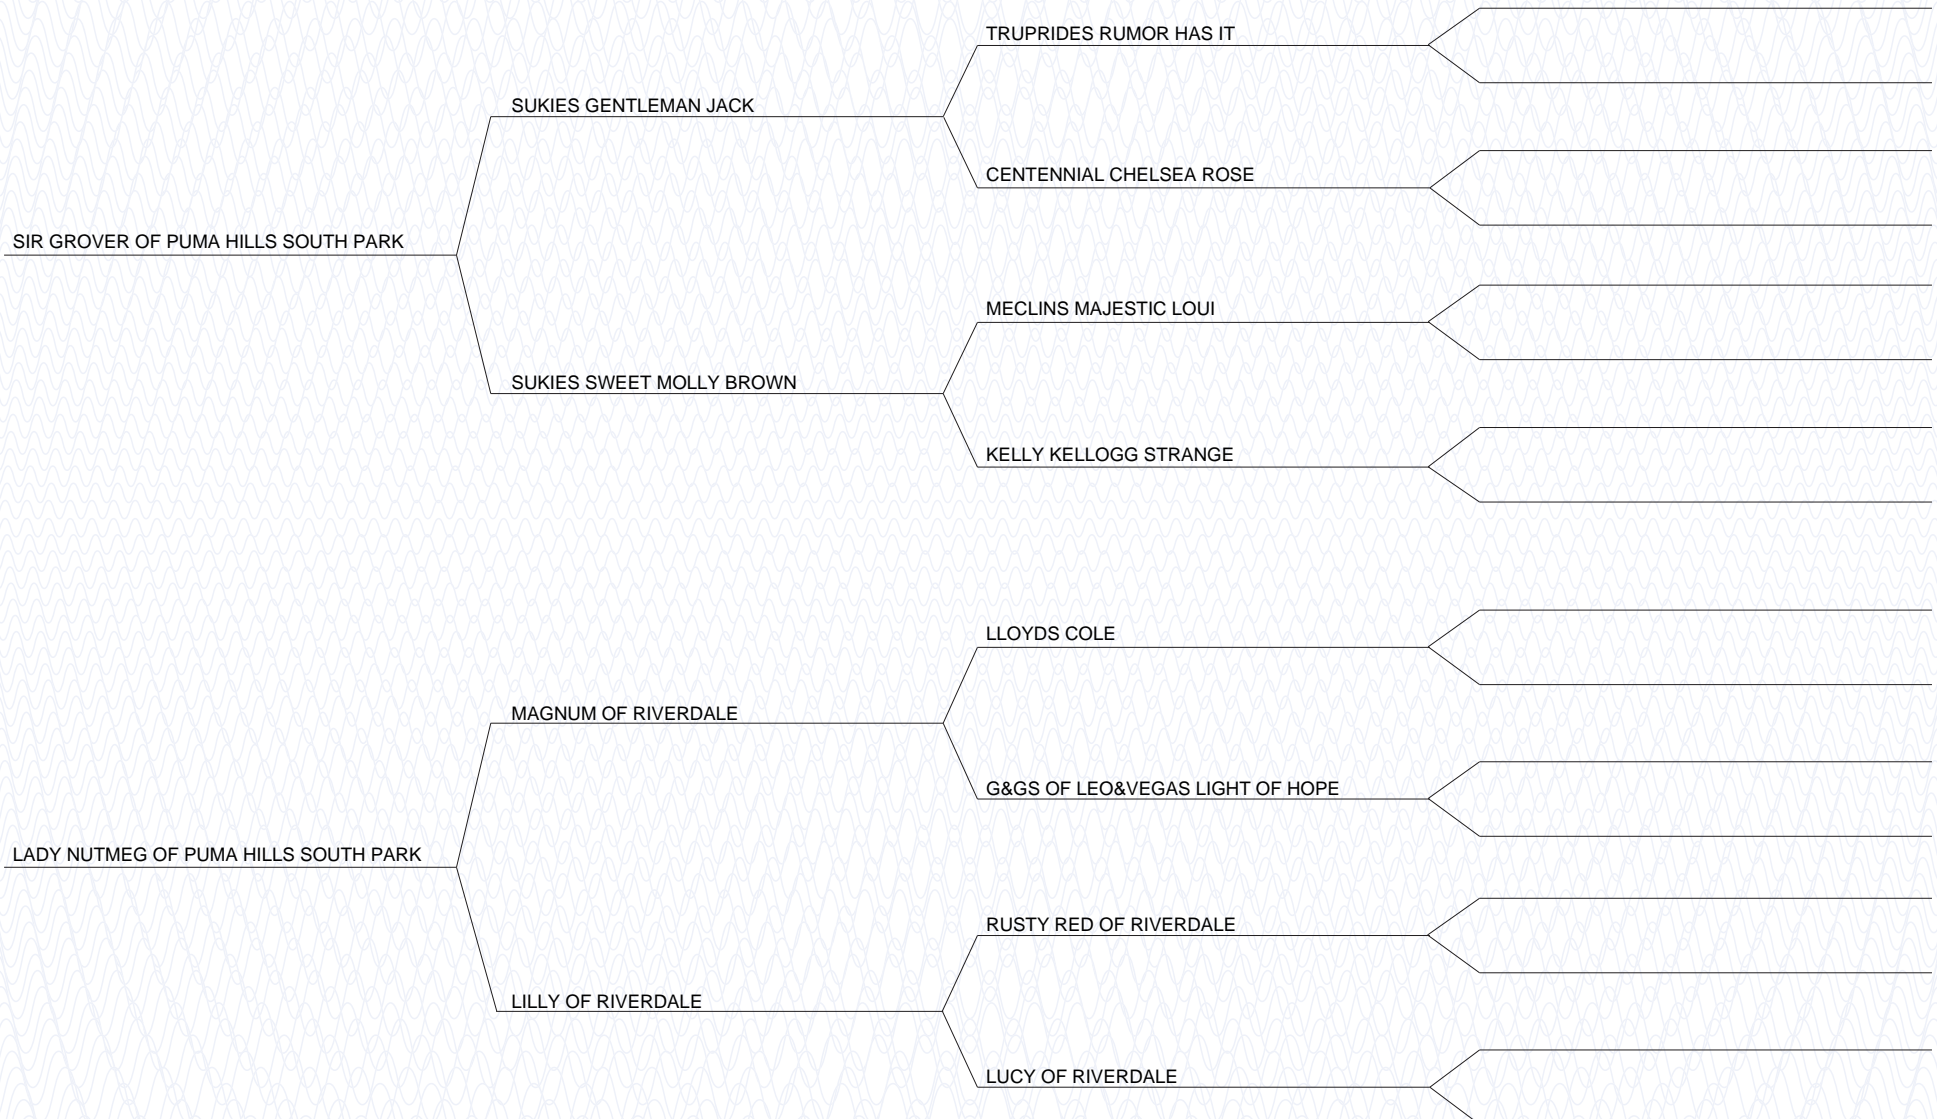 TRUPRIDES RUMOR HAS IT
SUKIES GENTLEMAN JACK
CENTENNIAL CHELSEA ROSE
SIR GROVER OF PUMA HILLS SOUTH PARK
MECLINS MAJESTIC LOUI
SUKIES SWEET MOLLY BROWN
KELLY KELLOGG STRANGE
LLOYDS COLE
MAGNUM OF RIVERDALE
G&GS OF LEO&VEGAS LIGHT OF HOPE
LADY NUTMEG OF PUMA HILLS SOUTH PARK
RUSTY RED OF RIVERDALE
LILLY OF RIVERDALE
LUCY OF RIVERDALE